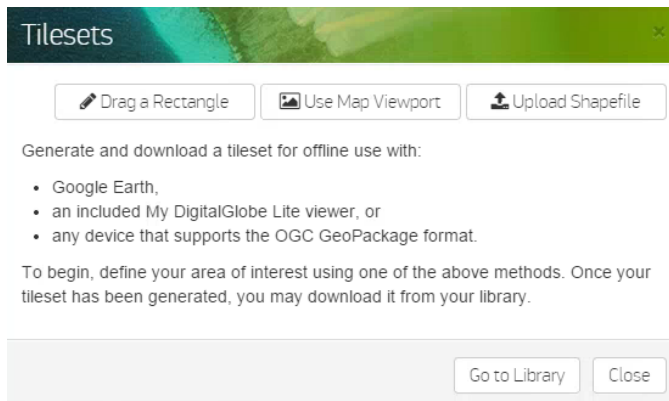 Tilesets
Drag a Rectangle Use Map Viewport Upload Shapefile
Generate and download a tileset for offline use with:
• Google Earth,
• an included My DigitalGlobe Lite viewer, or
• any device that supports the OGC GeoPackage format.
To begin, define your area of interest using one of the above methods. Once your
tileset has been generated, you may download it from your library.
Go to Library Close